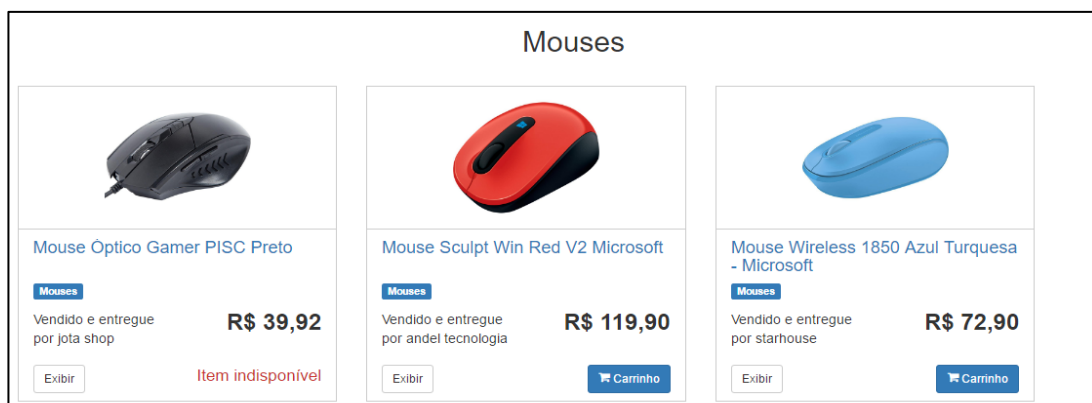 Mouses
Mouse Óptico Gamer PISC Preto
Mouses
Vendido e entregue
por jota shop
R$ 39,92
Exibir
Item indisponível
Mouse Sculpt Win Red V2 Microsoft
Mouses
Vendido e entregue
por andel tecnologia
R$ 119,90
Exibir
Carrinho
Mouse Wireless 1850 Azul Turquesa
- Microsoft
Mouses
Vendido e entregue
por starhouse
R$ 72,90
Exibir
Carrinho